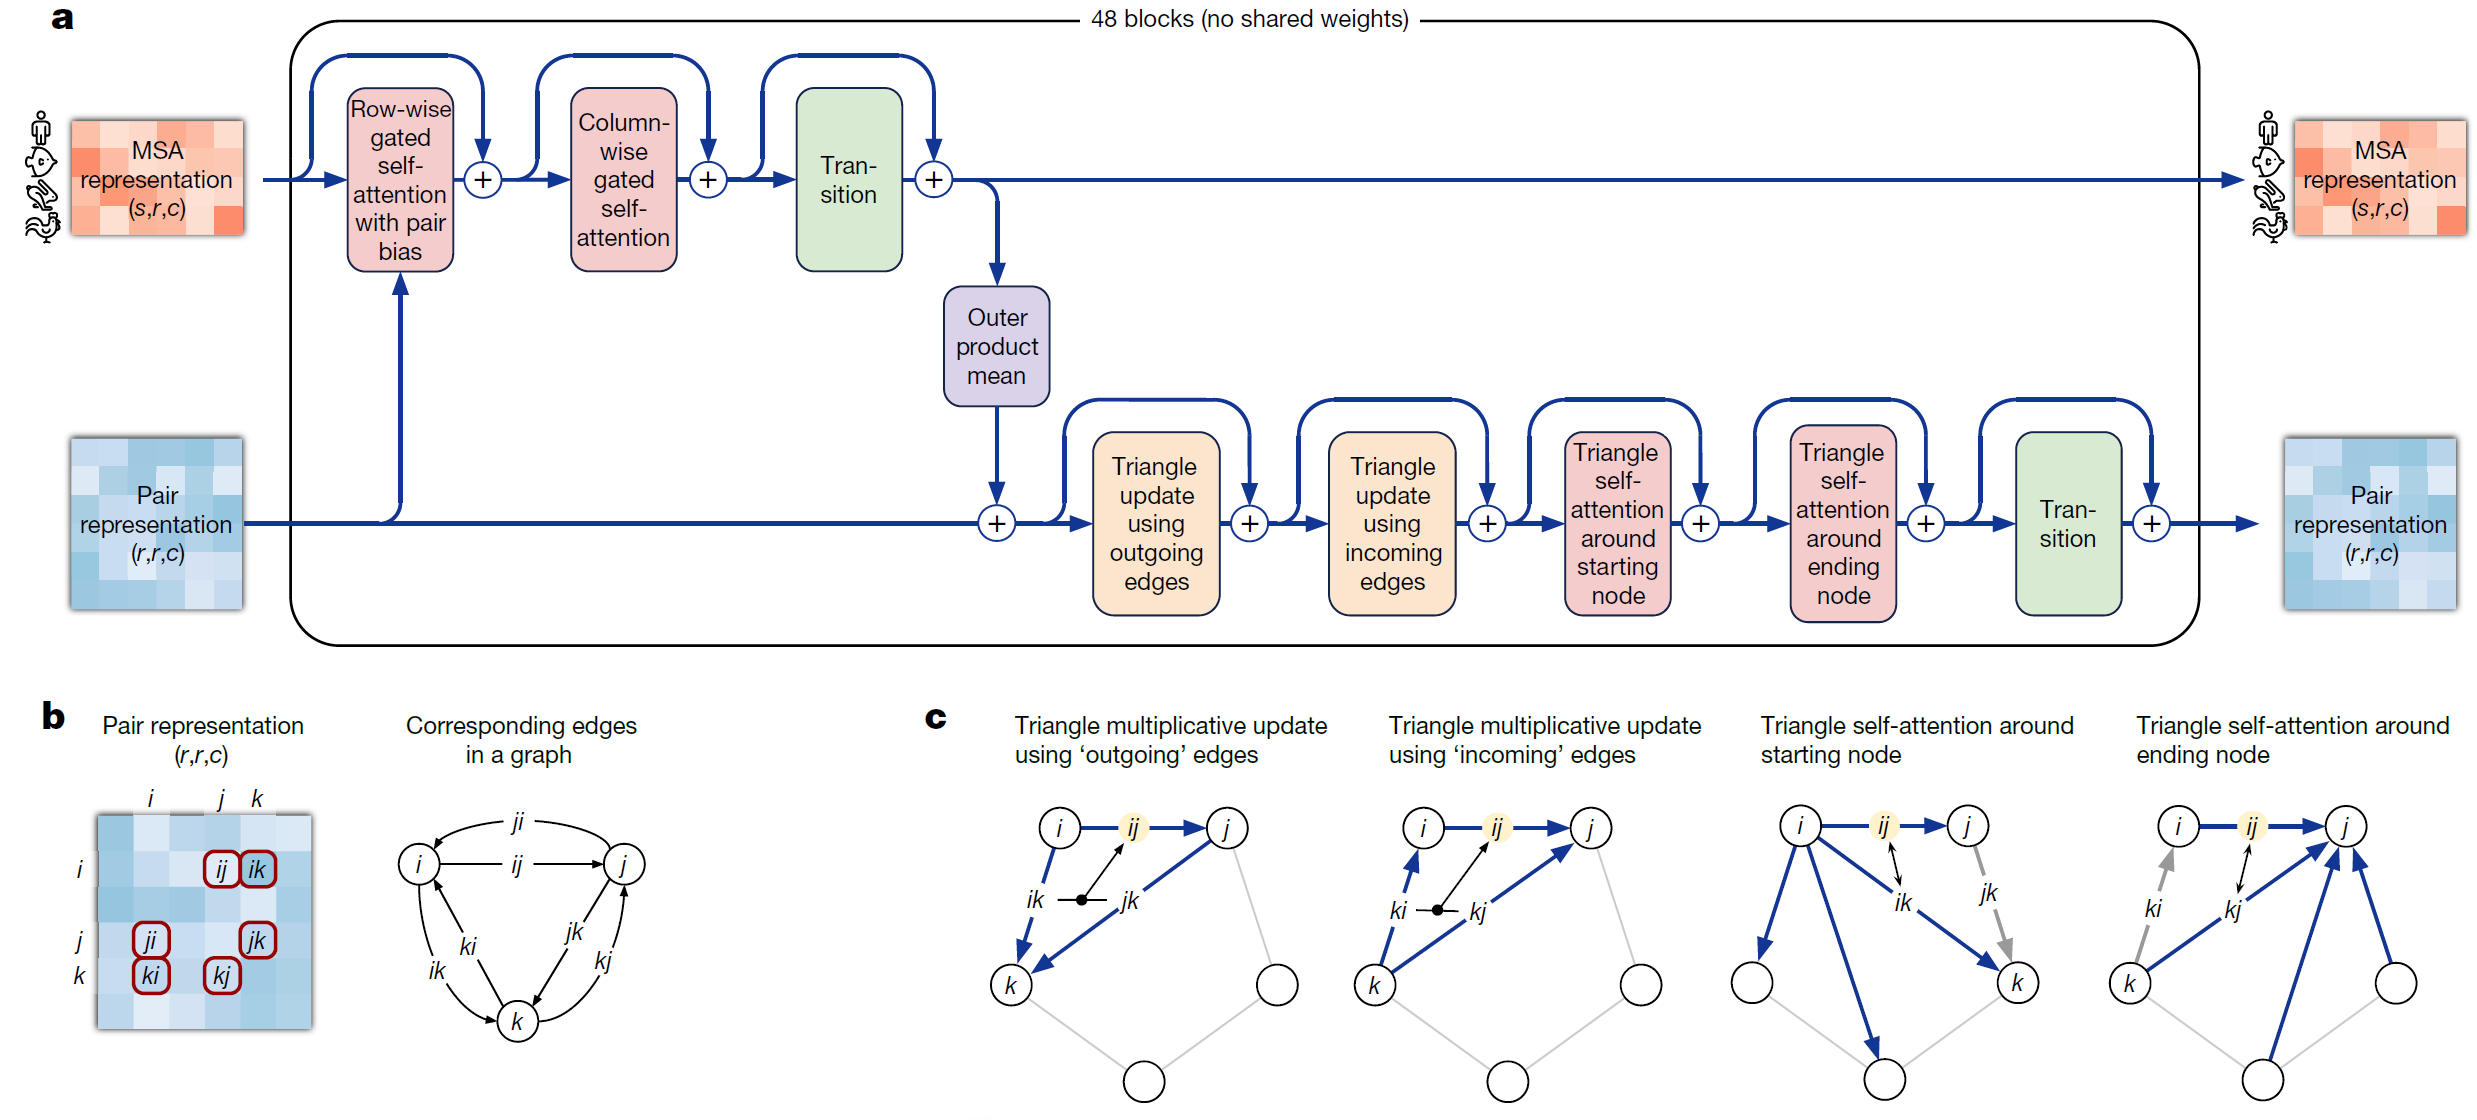 a
48 blocks (no shared weights)
MSA
representation
(s,r,c)
Row-wise
gated
self-
attention
with pair
bias
+
Column-
wise
gated
self-
attention
+
Tran-
sition
+
MSA
representation
(s,r,c)
Outer
product
mean
Pair
representation
(r,r,c)
+
Triangle
update
using
outgoing
edges
+
Triangle
update
using
incoming
edges
+
Triangle
self-
attention
around
starting
node
+
Triangle
self-
attention
around
ending
node
+
Tran-
sition
+
Pair
representation
(r,r,c)
b
Pair representation
(r,r,c)
i j k
i ij ik
j ji jk
k ki kj
Corresponding edges
in a graph
ji
i ij j
ki jk
ik kj
k
c
Triangle multiplicative update
using ‘outgoing’ edges
i ij j
ik jk
k
Triangle multiplicative update
using ‘incoming’ edges
i ij j
ki kj
k
Triangle self-attention around
starting node
i ij j
ik jk
k
Triangle self-attention around
ending node
i ij j
ki kj
k